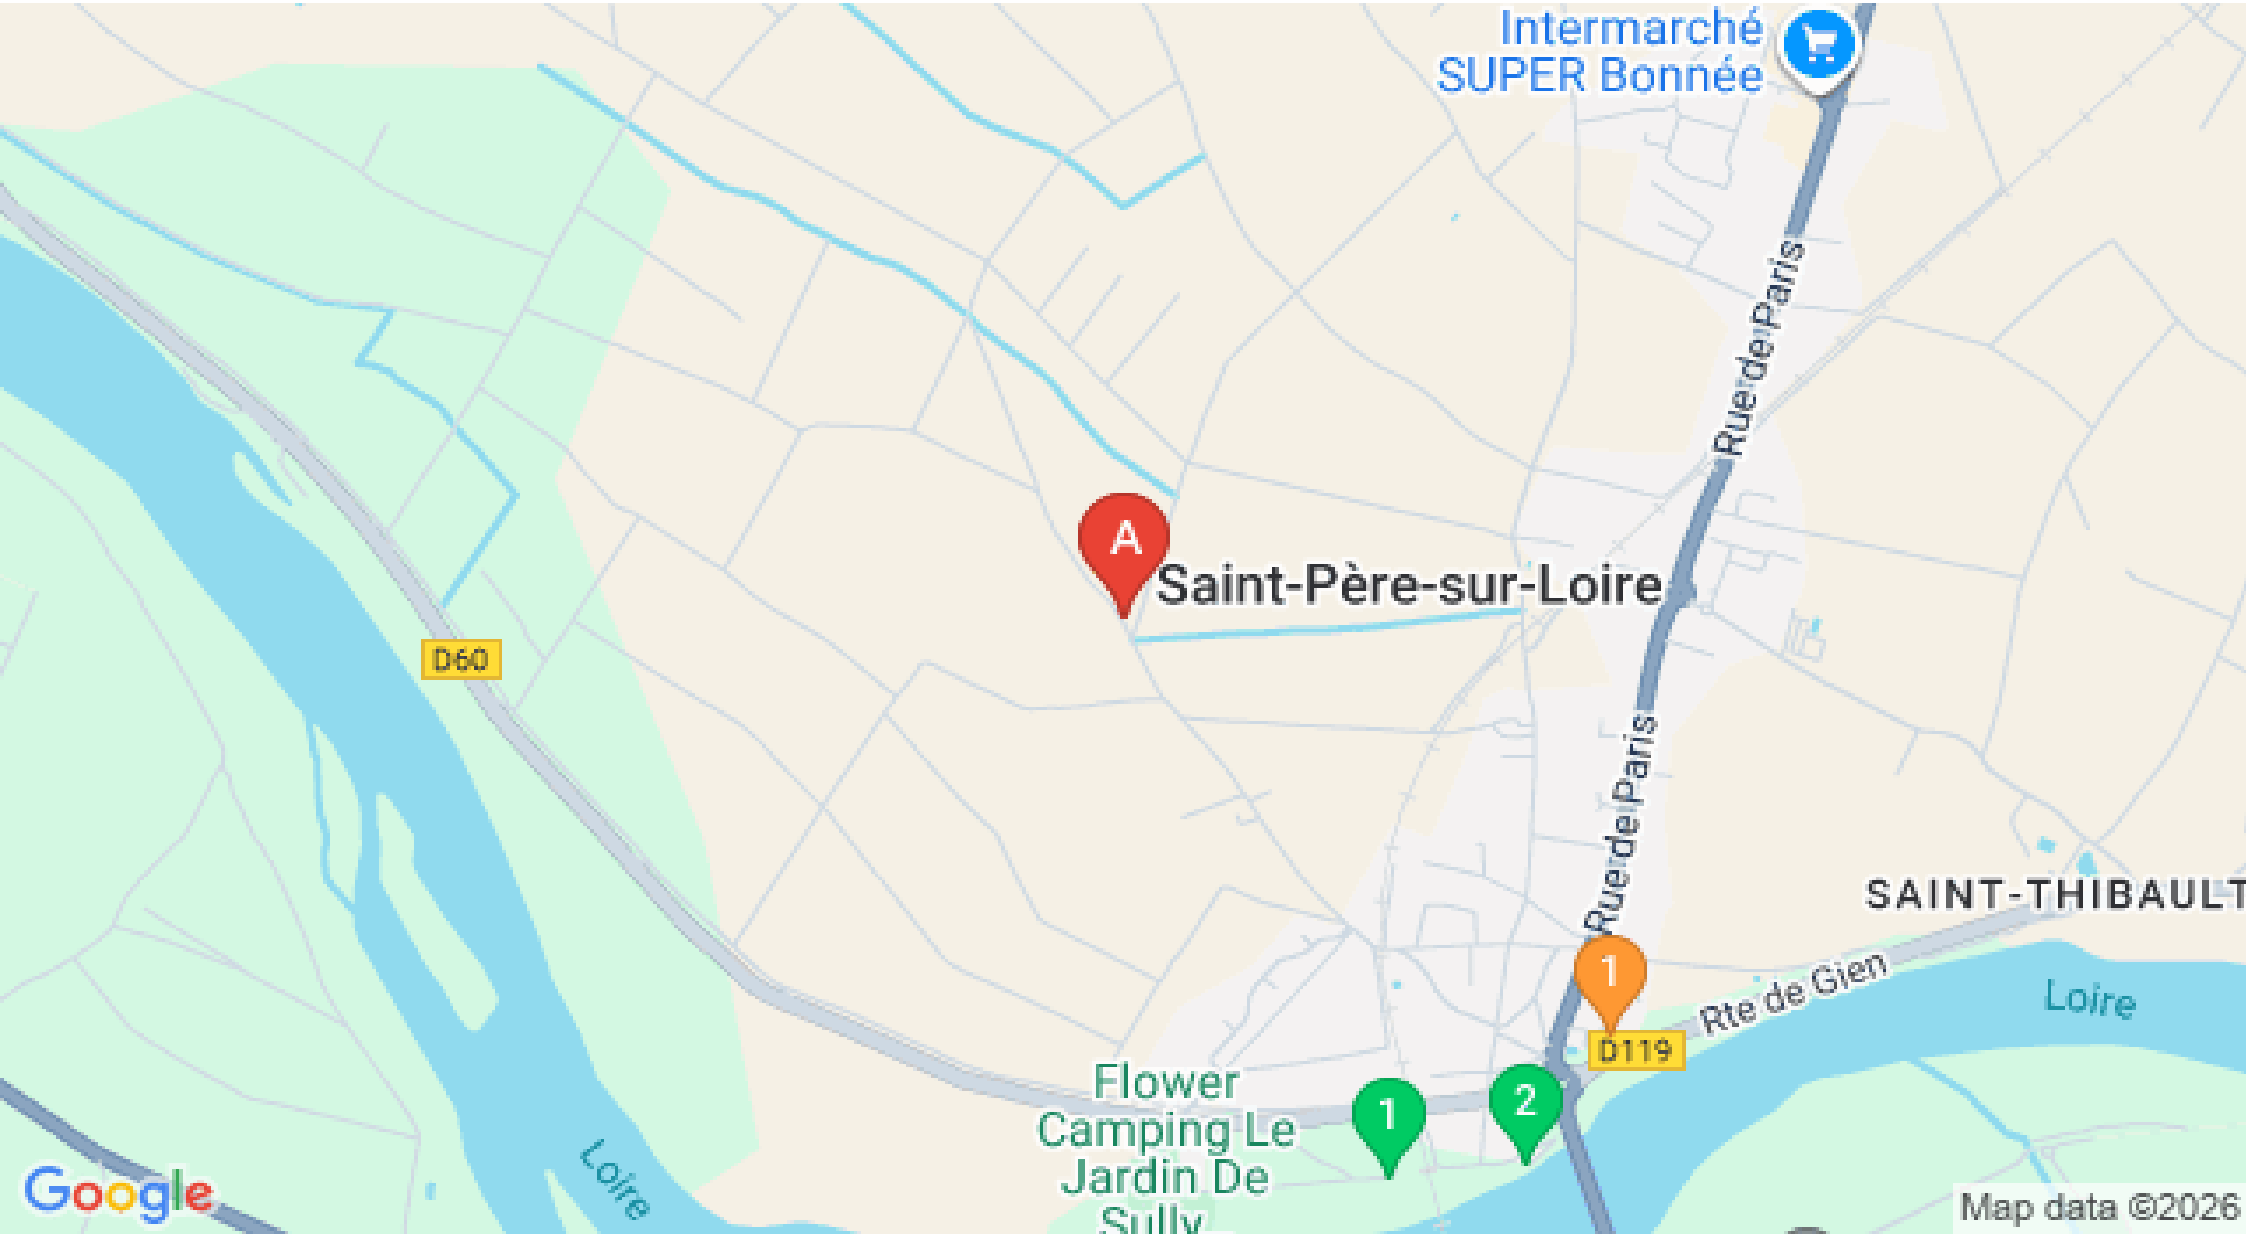 Intermarché
SUPER Bonnée
Rue de Paris
A
Saint-Père-sur-Loire
D60
Rue de Paris
SAINT-THIBAULT
1
Rte de Gien
Loire
D119
Flower
Camping Le
Jardin De
Sully
1
2
Loire
Google
Map data ©2026